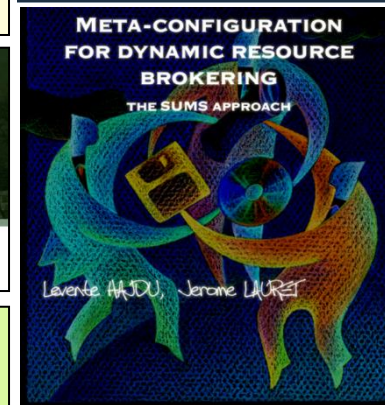 META-CONFIGURATION
FOR DYNAMIC RESOURCE
BROKERING
THE SUMS APPROACH
Levente HAJDU, Jerome LAURET